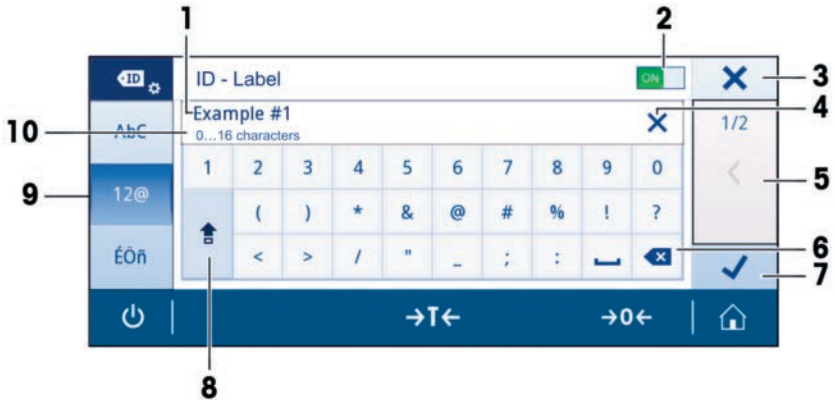 1 2
ID ID - Label ON 3
Example #1 4
10 AbC 0...16 characters 1/2
1 2 3 4 5 6 7 8 9 0
5
9 12@ ( ) * & @ # % ! ?
ÉÖñ < > / " _ ; : 6
7
→T← →0←
8